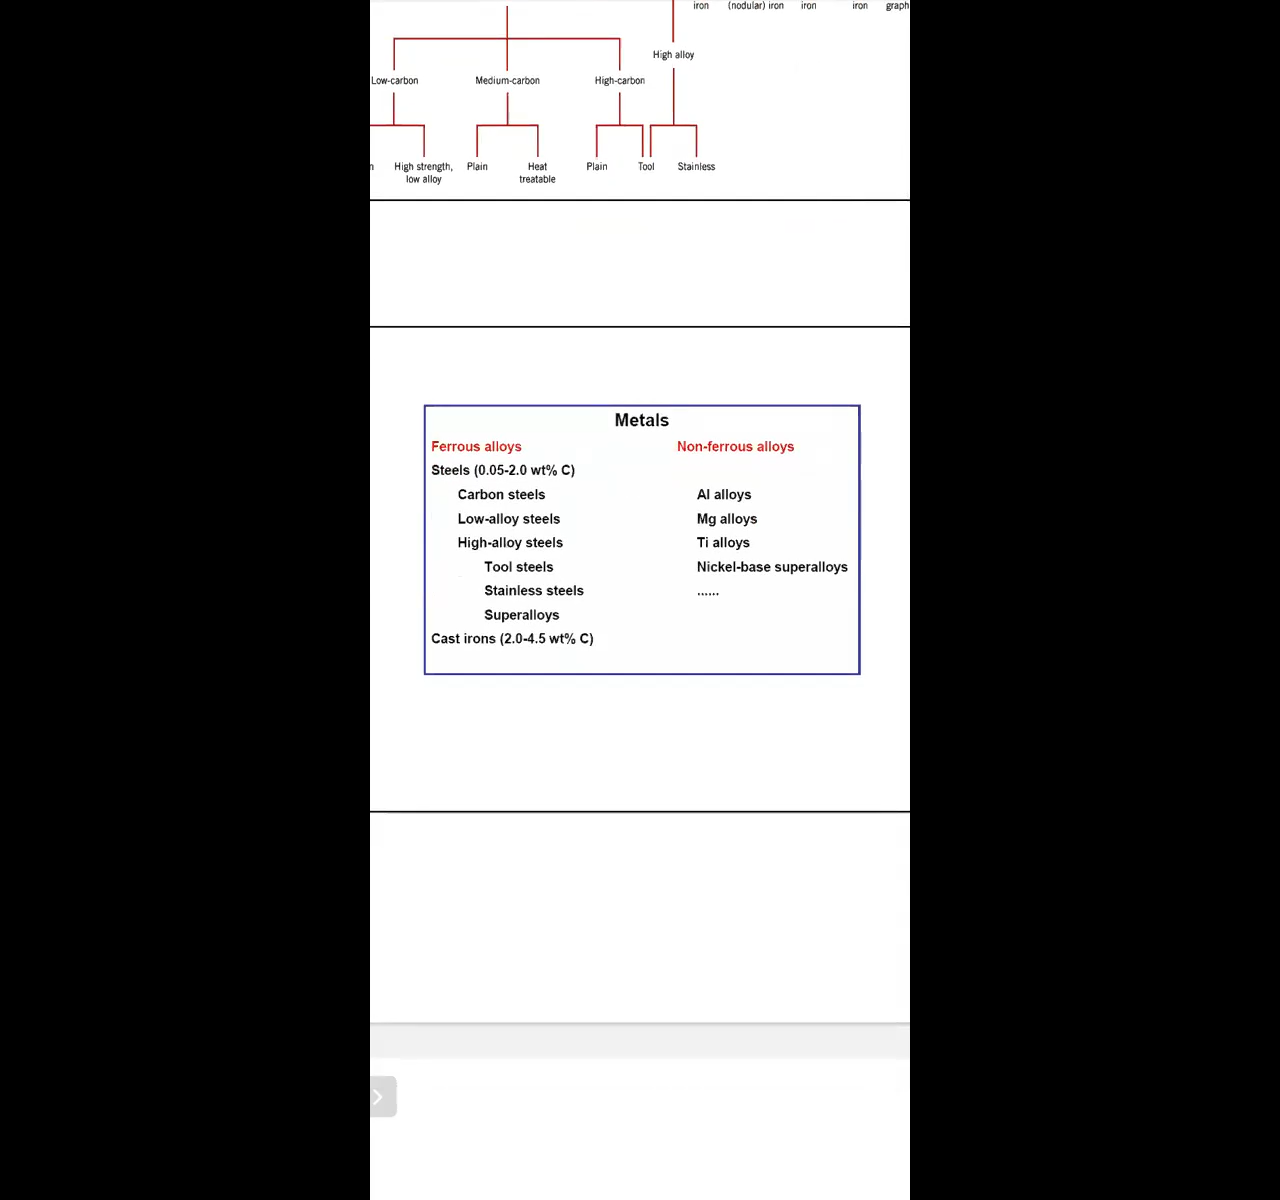 iron (nodular) iron iron iron graph
High alloy
Low-carbon Medium-carbon High-carbon
n High strength, Plain Heat Plain Tool Stainless
low alloy treatable
Metals
Ferrous alloys Non-ferrous alloys
Steels (0.05-2.0 wt% C)
Carbon steels Al alloys
Low-alloy steels Mg alloys
High-alloy steels Ti alloys
Tool steels Nickel-base superalloys
Stainless steels ......
Superalloys
Cast irons (2.0-4.5 wt% C)